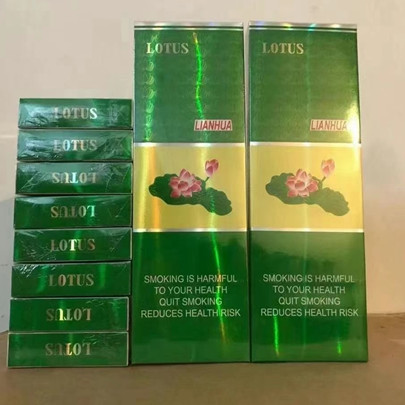 LOTUS
LIANHUA
SMOKING IS HARMFUL
TO YOUR HEALTH
QUIT SMOKING
REDUCES HEALTH RISK
LOTUS
LIANHUA
SMOKING IS HARMFUL
TO YOUR HEALTH
QUIT SMOKING
REDUCES HEALTH RISK
LOTUS
LOTUS
LOTUS
LOTUS
LOTUS
LOTUS
LOTUS
LOTUS